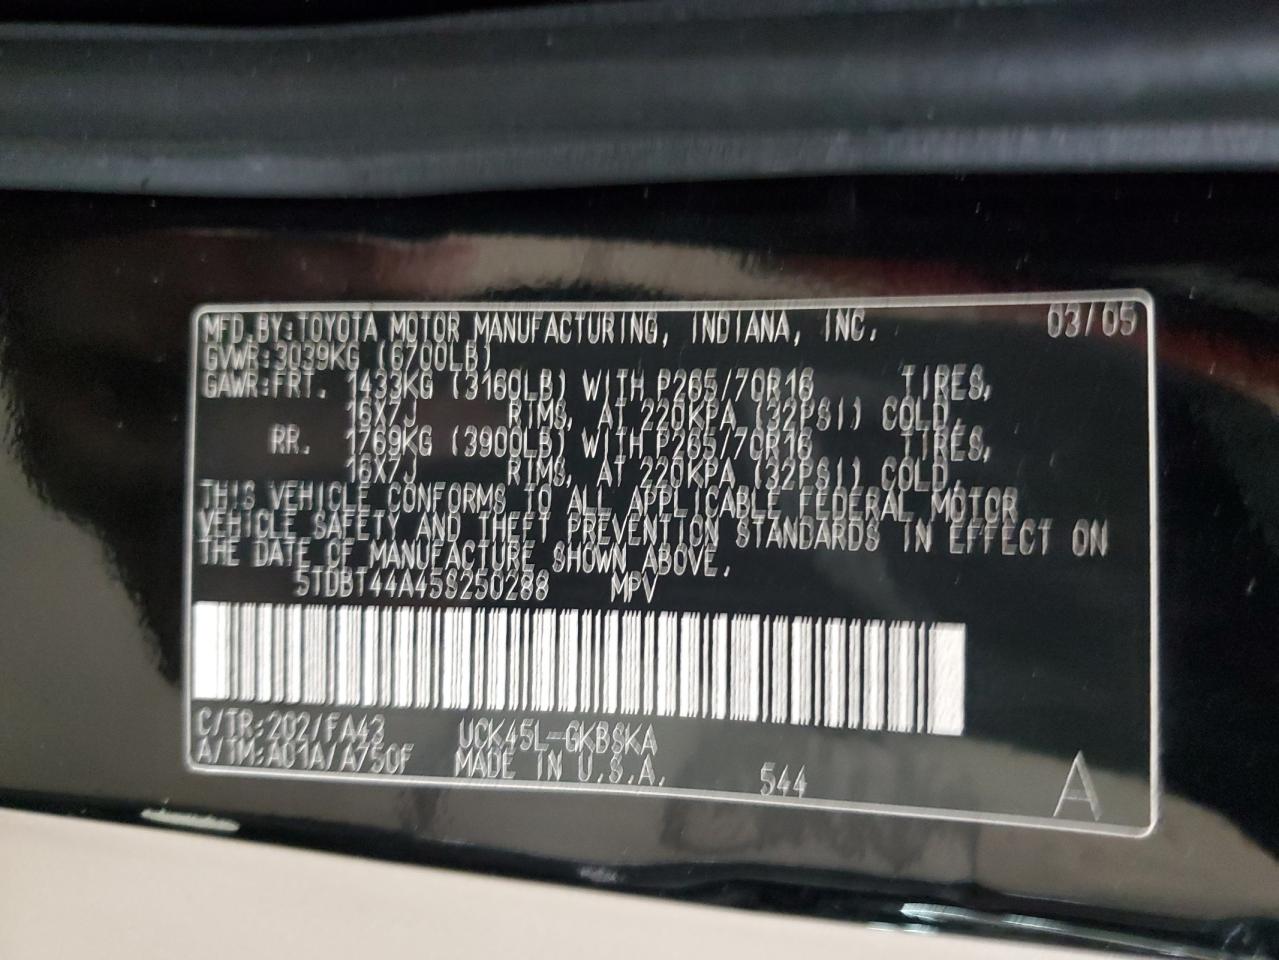 MFD.BY:TOYOTA MOTOR MANUFACTURING, INDIANA, INC. 03/05
GVWR:3039KG (6700LB)
GAWR:FRT. 1433KG (3160LB) WITH P265/70R16 TIRES,
16X7J RIMS, AT 220KPA (32PSI) COLD.
RR. 1769KG (3900LB) WITH P265/70R16 TIRES,
16X7J RIMS, AT 220KPA (32PSI) COLD.
THIS VEHICLE CONFORMS TO ALL APPLICABLE FEDERAL MOTOR
VEHICLE SAFETY AND THEFT PREVENTION STANDARDS IN EFFECT ON
THE DATE OF MANUFACTURE SHOWN ABOVE.
5TDBT44A45S250288 MPV
C/TR:202/FA43 UCK45L-GKBSKA
A/TM:A01A/A750F MADE IN U.S.A. 544 A